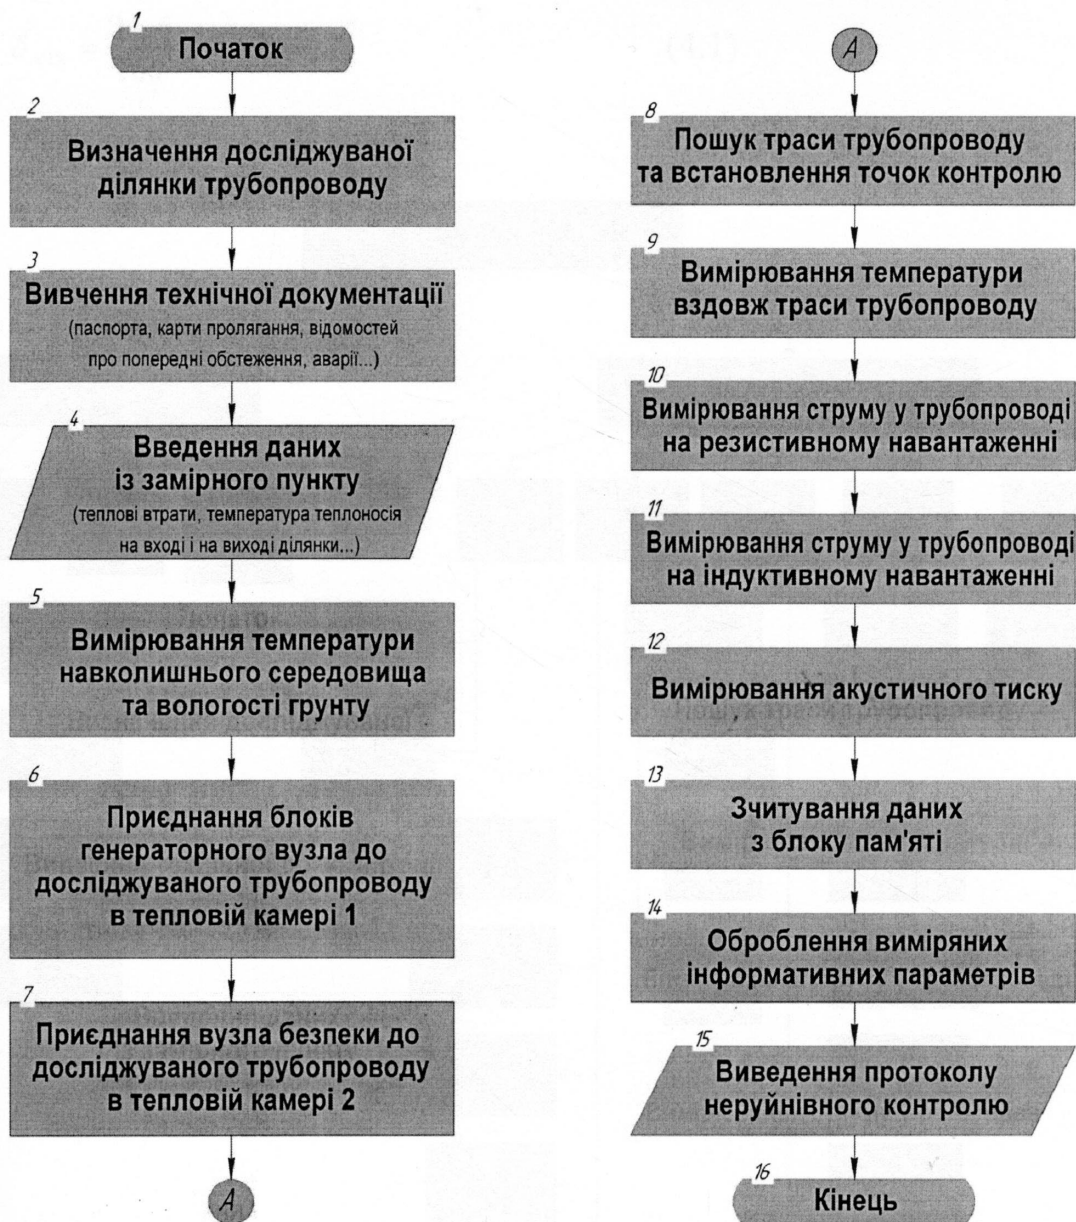 1
Початок
2
Визначення досліджуваної
ділянки трубопроводу
3
Вивчення технічної документації
(паспорта, карти пролягання, відомостей
про попередні обстеження, аварії...)
4
Введення даних
із замірного пункту
(теплові втрати, температура теплоносія
на вході і на виході ділянки...)
5
Вимірювання температури
навколишнього середовища
та вологості грунту
6
Приєднання блоків
генераторного вузла до
досліджуваного трубопроводу
в тепловій камері 1
7
Приєднання вузла безпеки до
досліджуваного трубопроводу
в тепловій камері 2
А
А
8
Пошук траси трубопроводу
та встановлення точок контролю
9
Вимірювання температури
вздовж траси трубопроводу
10
Вимірювання струму у трубопроводі
на резистивному навантаженні
11
Вимірювання струму у трубопроводі
на індуктивному навантаженні
12
Вимірювання акустичного тиску
13
Зчитування даних
з блоку пам'яті
14
Оброблення виміряних
інформативних параметрів
15
Виведення протоколу
неруйнівного контролю
16
Кінець